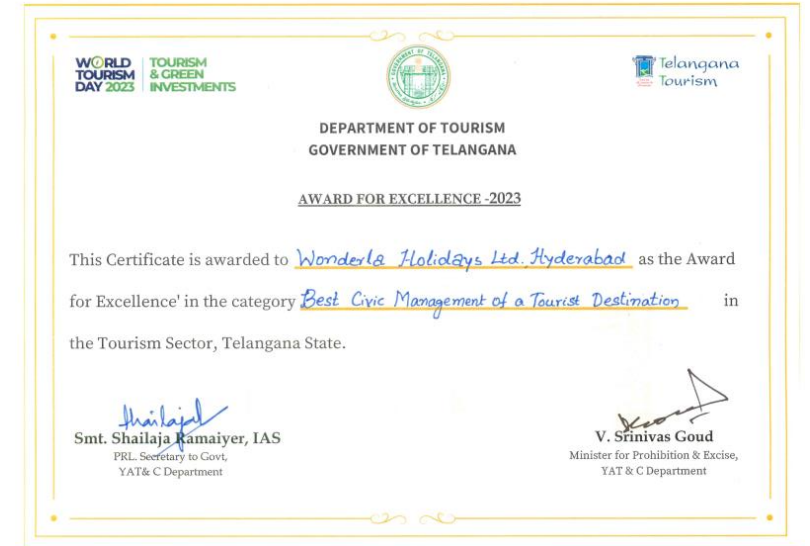 WORLD TOURISM DAY 2023
TOURISM & GREEN INVESTMENTS
Telangana Tourism
DEPARTMENT OF TOURISM
GOVERNMENT OF TELANGANA
AWARD FOR EXCELLENCE -2023
This Certificate is awarded to Wonderla Holidays Ltd. Hyderabad as the Award
for Excellence' in the category Best Civic Management of a Tourist Destination in
the Tourism Sector, Telangana State.
Smt. Shailaja Ramaiyer, IAS
PRL. Secretary to Govt,
YAT& C Department
V. Srinivas Goud
Minister for Prohibition & Excise,
YAT & C Department